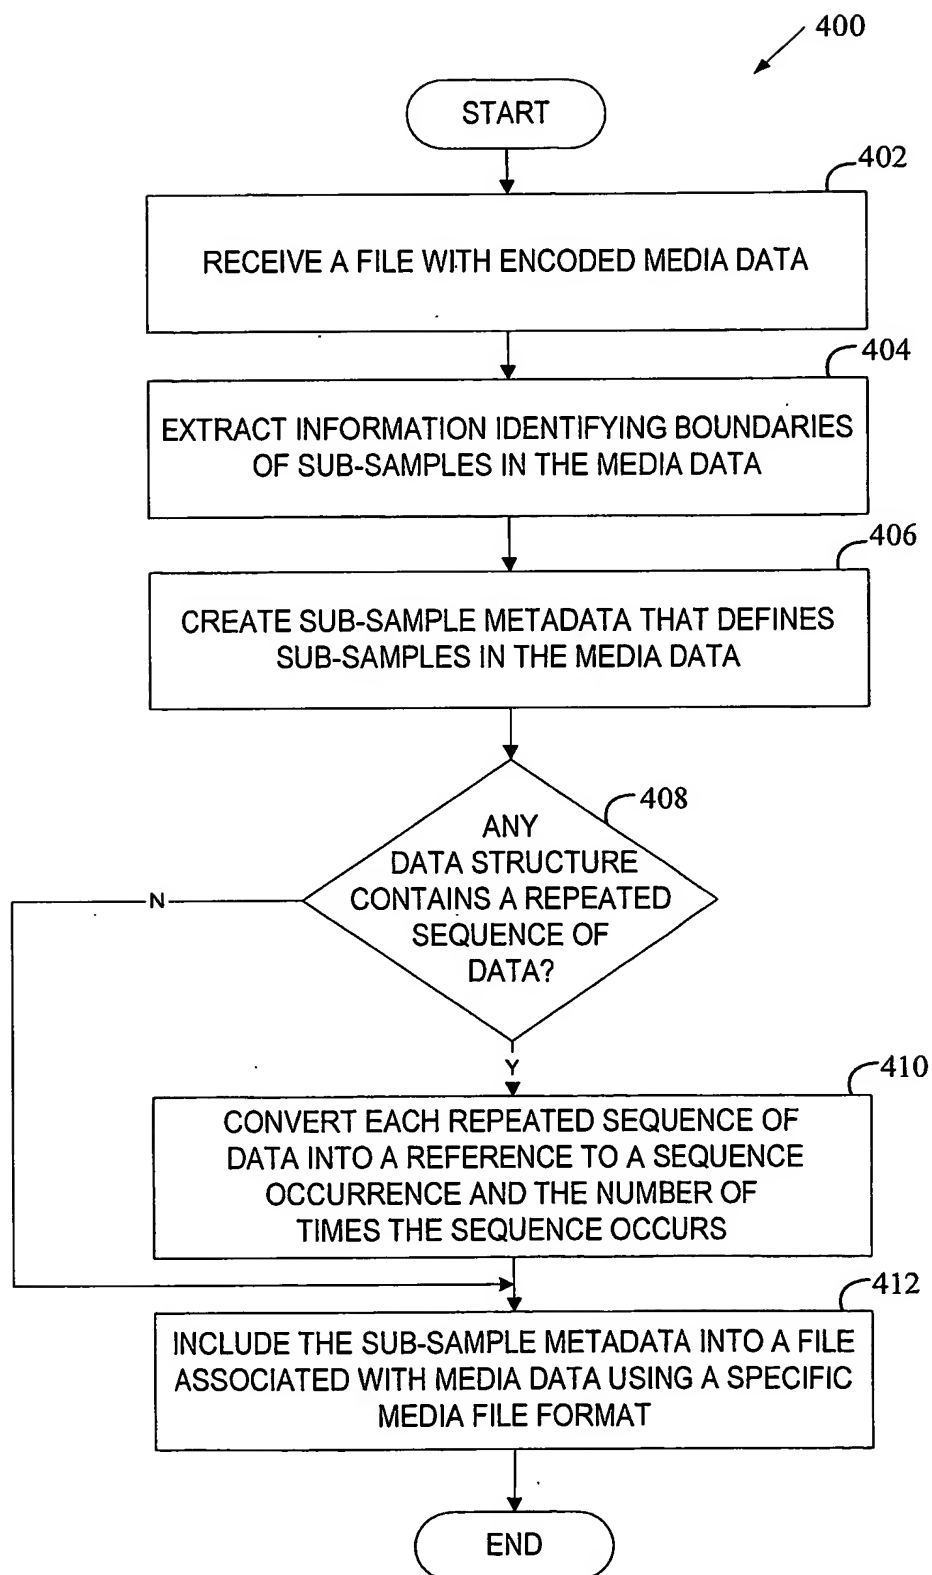 400
START
402
RECEIVE A FILE WITH ENCODED MEDIA DATA
404
EXTRACT INFORMATION IDENTIFYING BOUNDARIES
OF SUB-SAMPLES IN THE MEDIA DATA
406
CREATE SUB-SAMPLE METADATA THAT DEFINES
SUB-SAMPLES IN THE MEDIA DATA
408
ANY
DATA STRUCTURE
CONTAINS A REPEATED
SEQUENCE OF
DATA?
N
Y
410
CONVERT EACH REPEATED SEQUENCE OF
DATA INTO A REFERENCE TO A SEQUENCE
OCCURRENCE AND THE NUMBER OF
TIMES THE SEQUENCE OCCURS
412
INCLUDE THE SUB-SAMPLE METADATA INTO A FILE
ASSOCIATED WITH MEDIA DATA USING A SPECIFIC
MEDIA FILE FORMAT
END